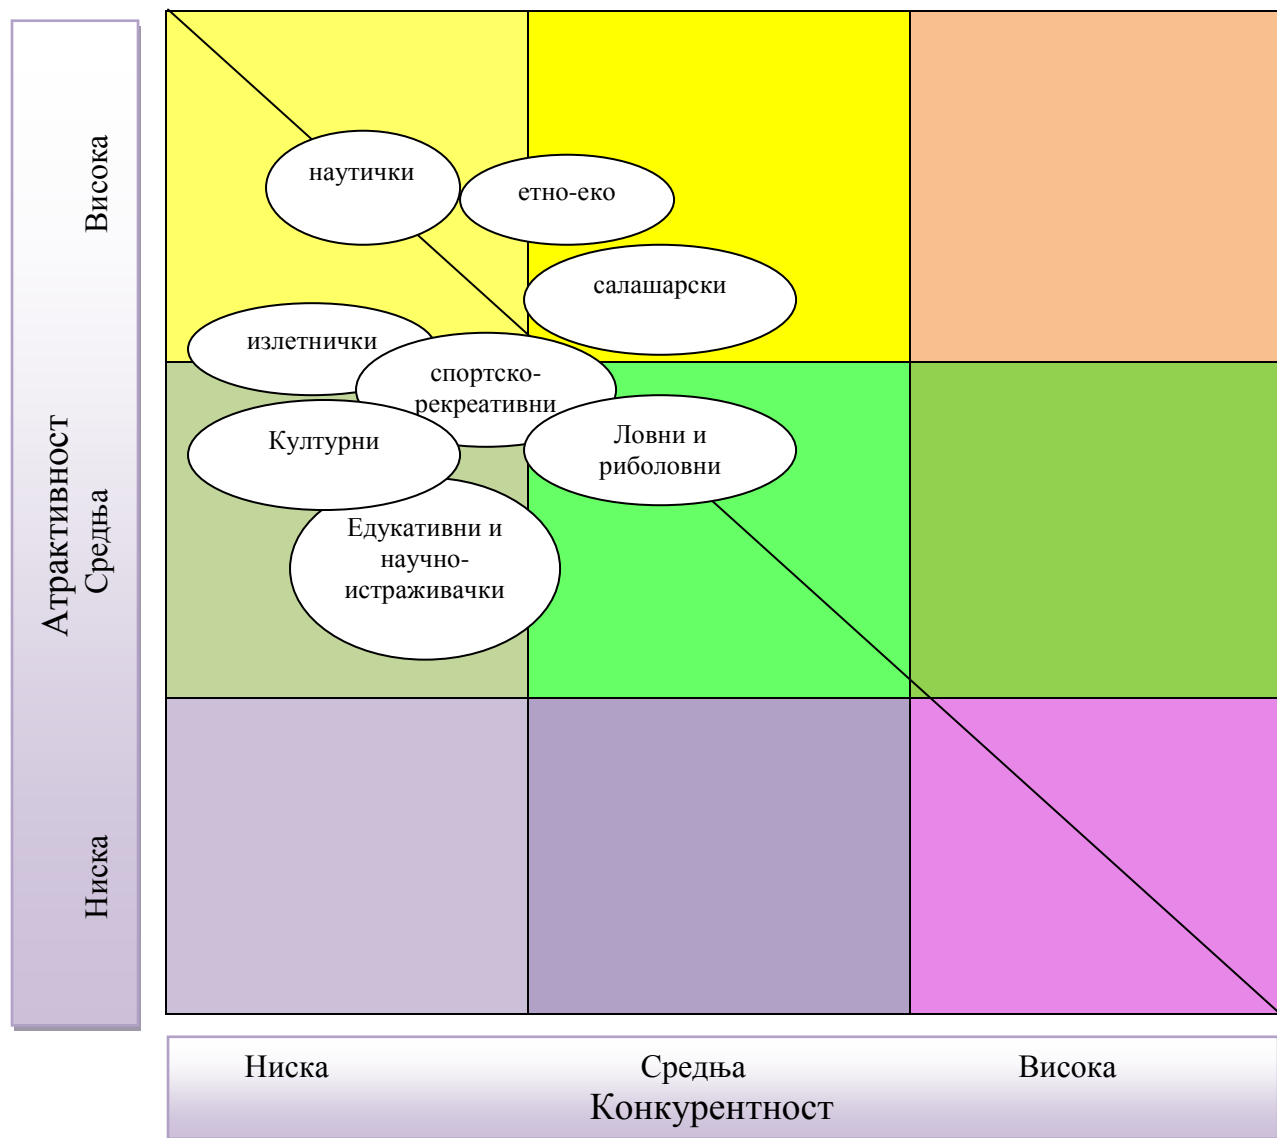 Атрактивност
Висока
Средња
Ниска
наутички
етно-еко
салашарски
излетнички
спортско-
рекреативни
Културни
Ловни и
риболовни
Едукативни и
научно-
истраживачки
Ниска
Средња
Висока
Конкурентност